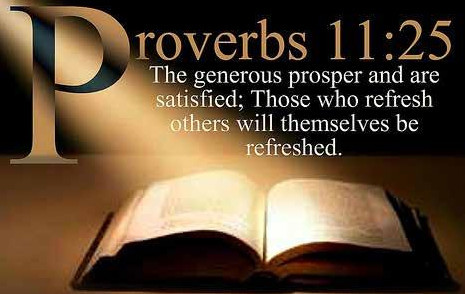 Proverbs 11:25
The generous prosper and are
satisfied; Those who refresh
others will themselves be
refreshed.